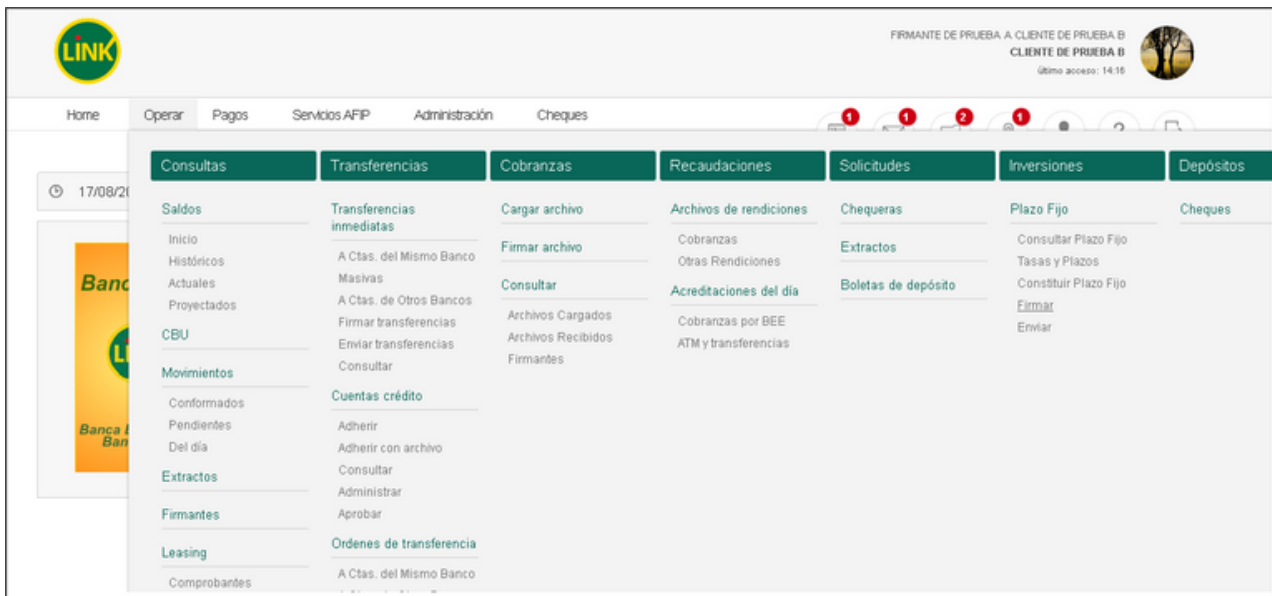 LINK
FIRMANTE DE PRUEBA A CLIENTE DE PRUEBA B
CLIENTE DE PRUEBA B
último acceso: 14:16
Home Operar Pagos Servicios AFIP Administración Cheques
1 1 2 1 ?
17/08/20
Banc
Banca
Ban
Consultas
Saldos
Inicio
Históricos
Actuales
Proyectados
CBU
Movimientos
Conformados
Pendientes
Del día
Extractos
Firmantes
Leasing
Comprobantes
Transferencias
Transferencias
inmediatas
A Ctas. del Mismo Banco
Masivas
A Ctas. de Otros Bancos
Firmar transferencias
Enviar transferencias
Consultar
Cuentas crédito
Adherir
Adherir con archivo
Consultar
Administrar
Aprobar
Ordenes de transferencia
A Ctas. del Mismo Banco
Cobranzas
Cargar archivo
Firmar archivo
Consultar
Archivos Cargados
Archivos Recibidos
Firmantes
Recaudaciones
Archivos de rendiciones
Cobranzas
Otras Rendiciones
Acreditaciones del día
Cobranzas por BEE
ATM y transferencias
Solicitudes
Chequeras
Extractos
Boletas de depósito
Inversiones
Plazo Fijo
Consultar Plazo Fijo
Tasas y Plazos
Constituir Plazo Fijo
Firmar
Enviar
Depósitos
Cheques